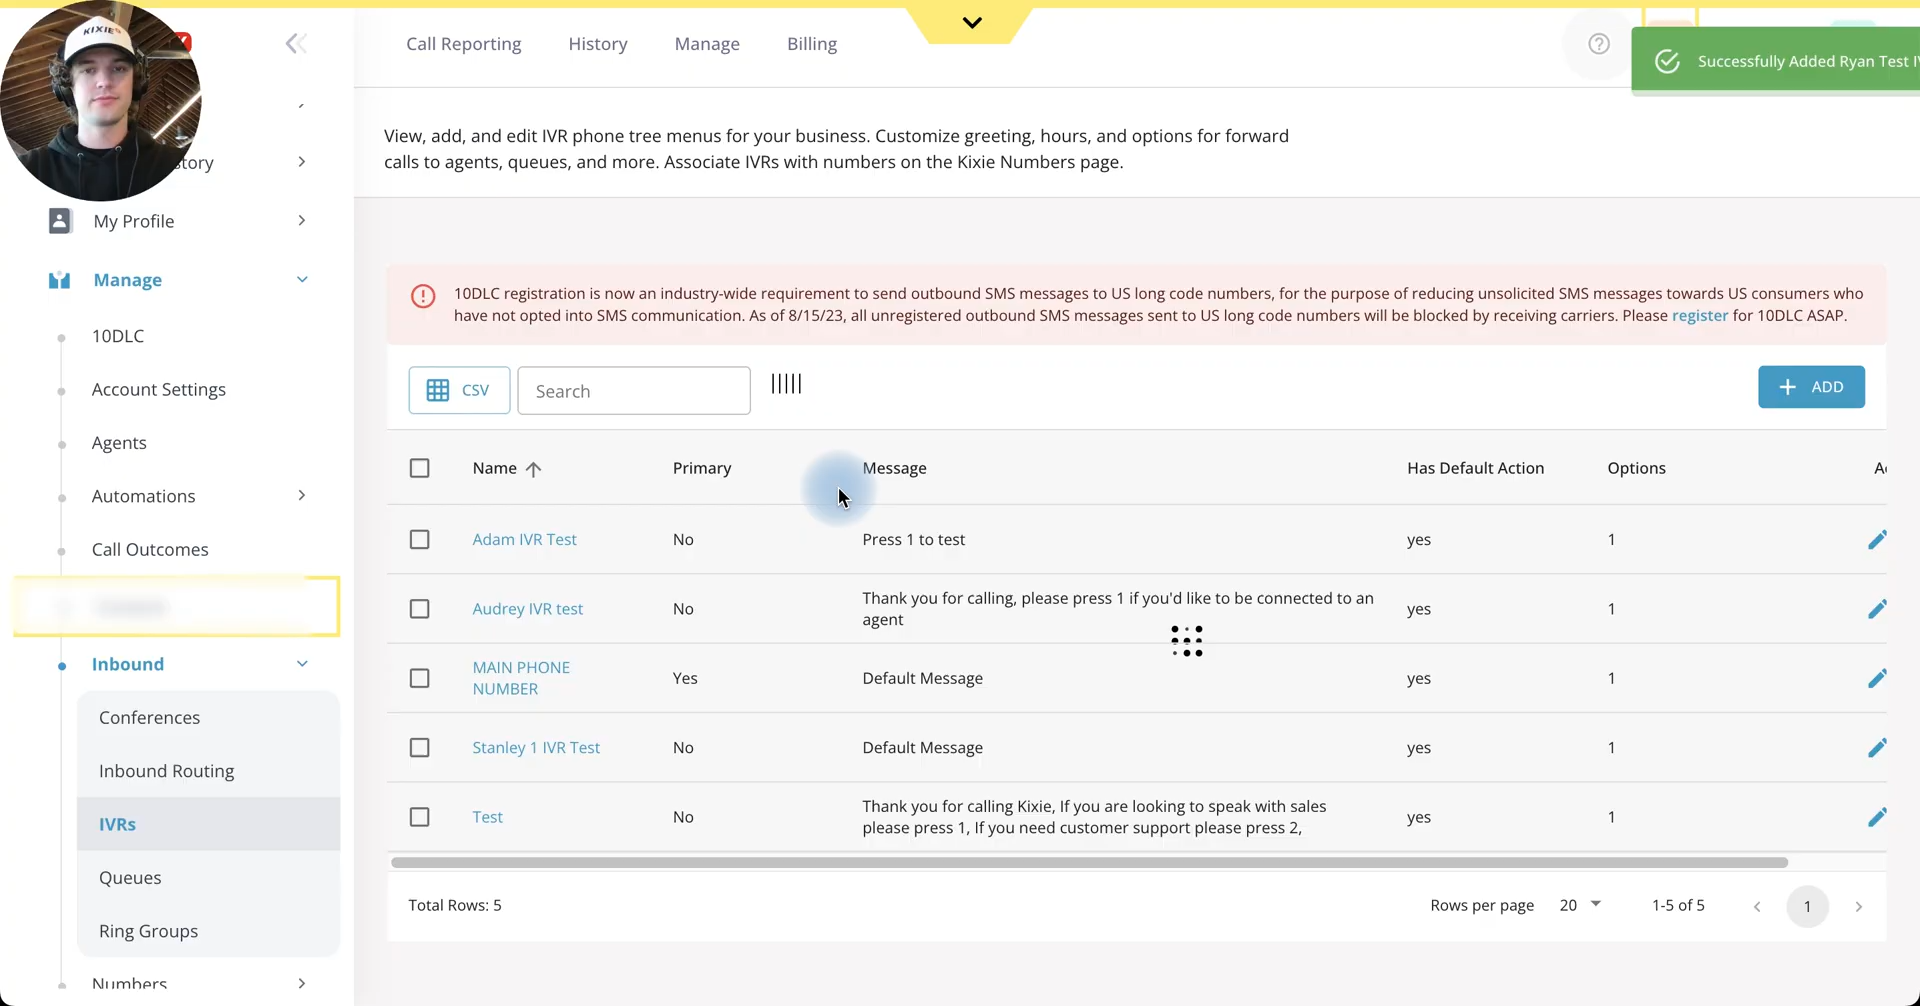 KIXIE
Call Reporting
History
Manage
Billing
Successfully Added Ryan Test
View, add, and edit IVR phone tree menus for your business. Customize greeting, hours, and options for forward
calls to agents, queues, and more. Associate IVRs with numbers on the Kixie Numbers page.
My Profile
Manage
10DLC
Account Settings
Agents
Automations
Call Outcomes
Inbound
Conferences
Inbound Routing
IVRs
Queues
Ring Groups
Numbers
10DLC registration is now an industry-wide requirement to send outbound SMS messages to US long code numbers, for the purpose of reducing unsolicited SMS messages towards US consumers who
have not opted into SMS communication. As of 8/15/23, all unregistered outbound SMS messages sent to US long code numbers will be blocked by receiving carriers. Please register for 10DLC ASAP.
CSV
Search
ADD
Name
Primary
Message
Has Default Action
Options
Adam IVR Test
No
Press 1 to test
yes
1
Audrey IVR test
No
Thank you for calling, please press 1 if you'd like to be connected to an
agent
yes
1
MAIN PHONE
NUMBER
Yes
Default Message
yes
1
Stanley 1 IVR Test
No
Default Message
yes
1
Test
No
Thank you for calling Kixie, If you are looking to speak with sales
please press 1, If you need customer support please press 2,
yes
1
Total Rows: 5
Rows per page
20
1-5 of 5
1